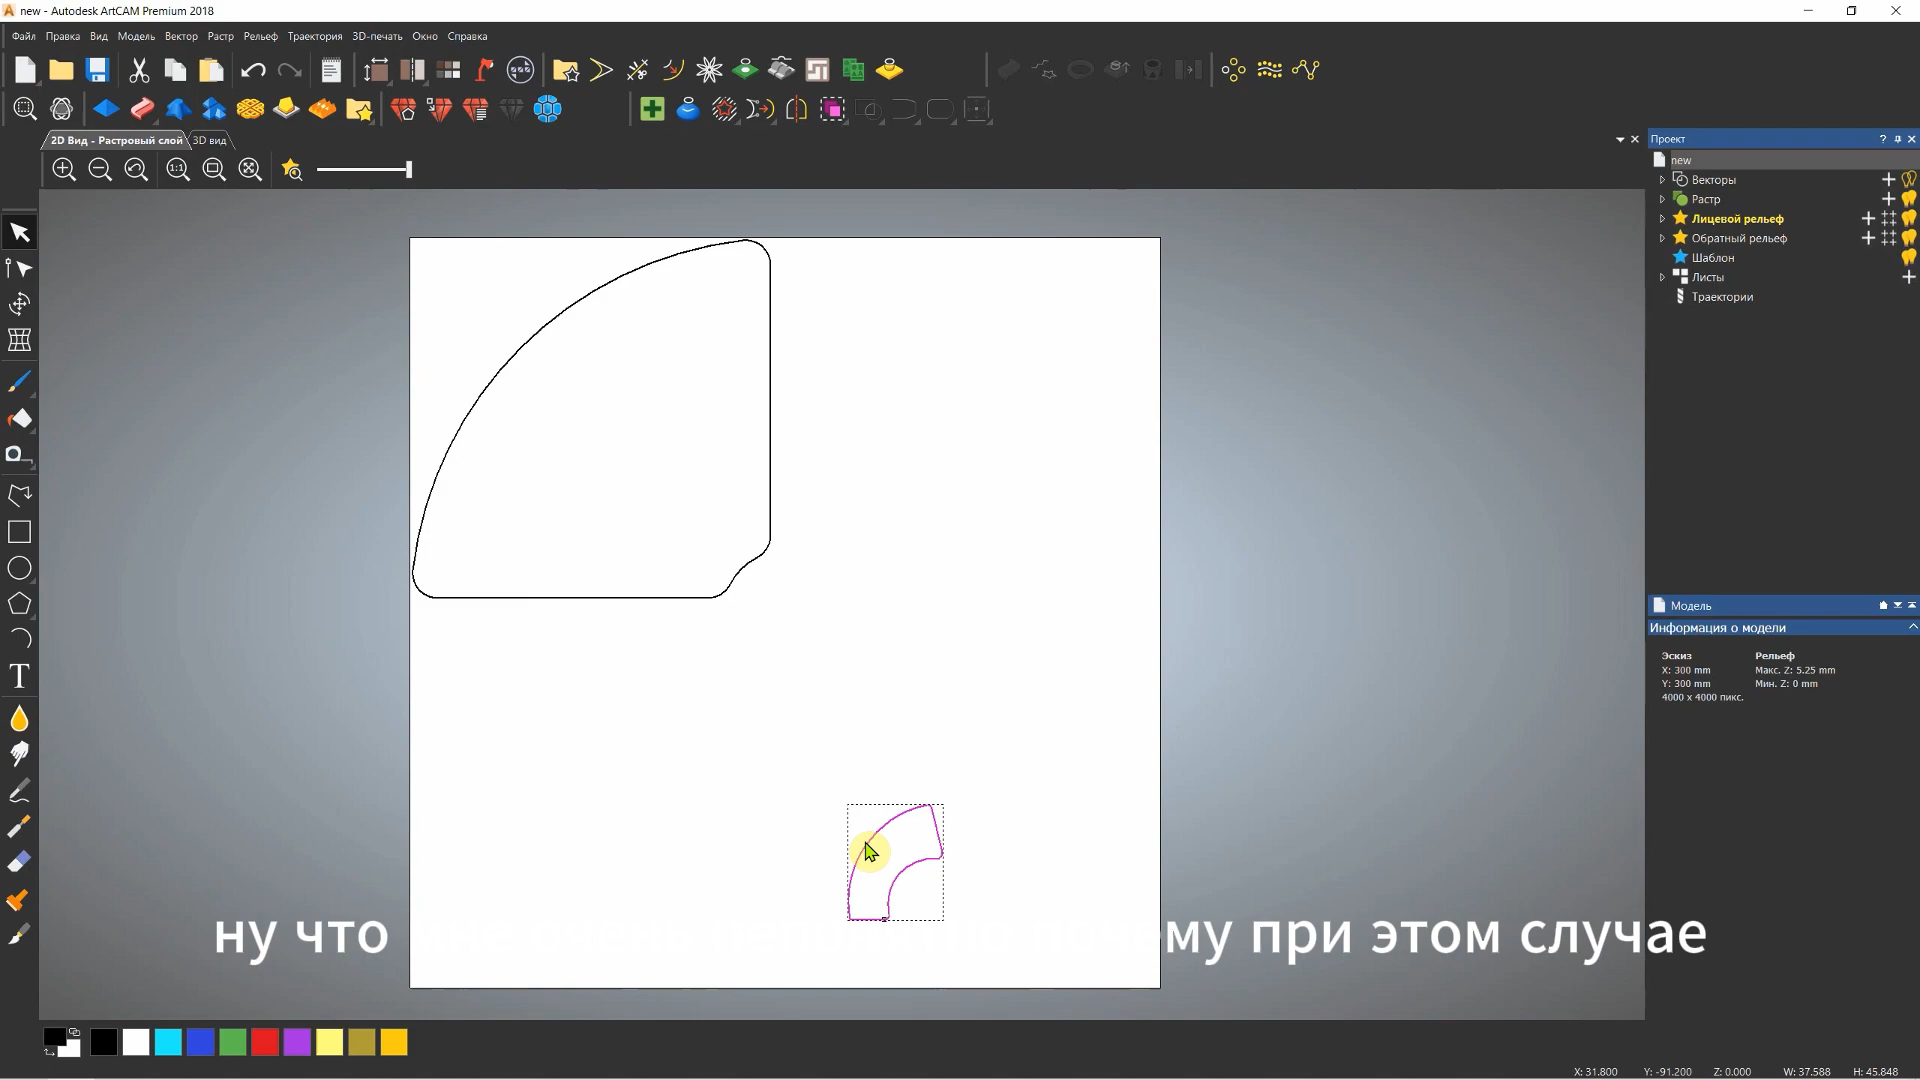 new - Autodesk ArtCAM Premium 2018
Файл Правка Вид Модель Вектор Растр Рельеф Траектория 3D-печать Окно Справка
2D Вид - Растровый слой 3D вид
1:1
T
Проект
new
Векторы
Растр
Лицевой рельеф
Обратный рельеф
Шаблон
Листы
Траектории
Модель
Информация о модели
Эскиз Рельеф
X: 300 mm Макс. Z: 5.25 mm
Y: 300 mm Мин. Z: 0 mm
4000 x 4000 пикс.
ну что при этом случае
X: 31.800 Y: -91.200 Z: 0.000 W: 37.588 H: 45.848